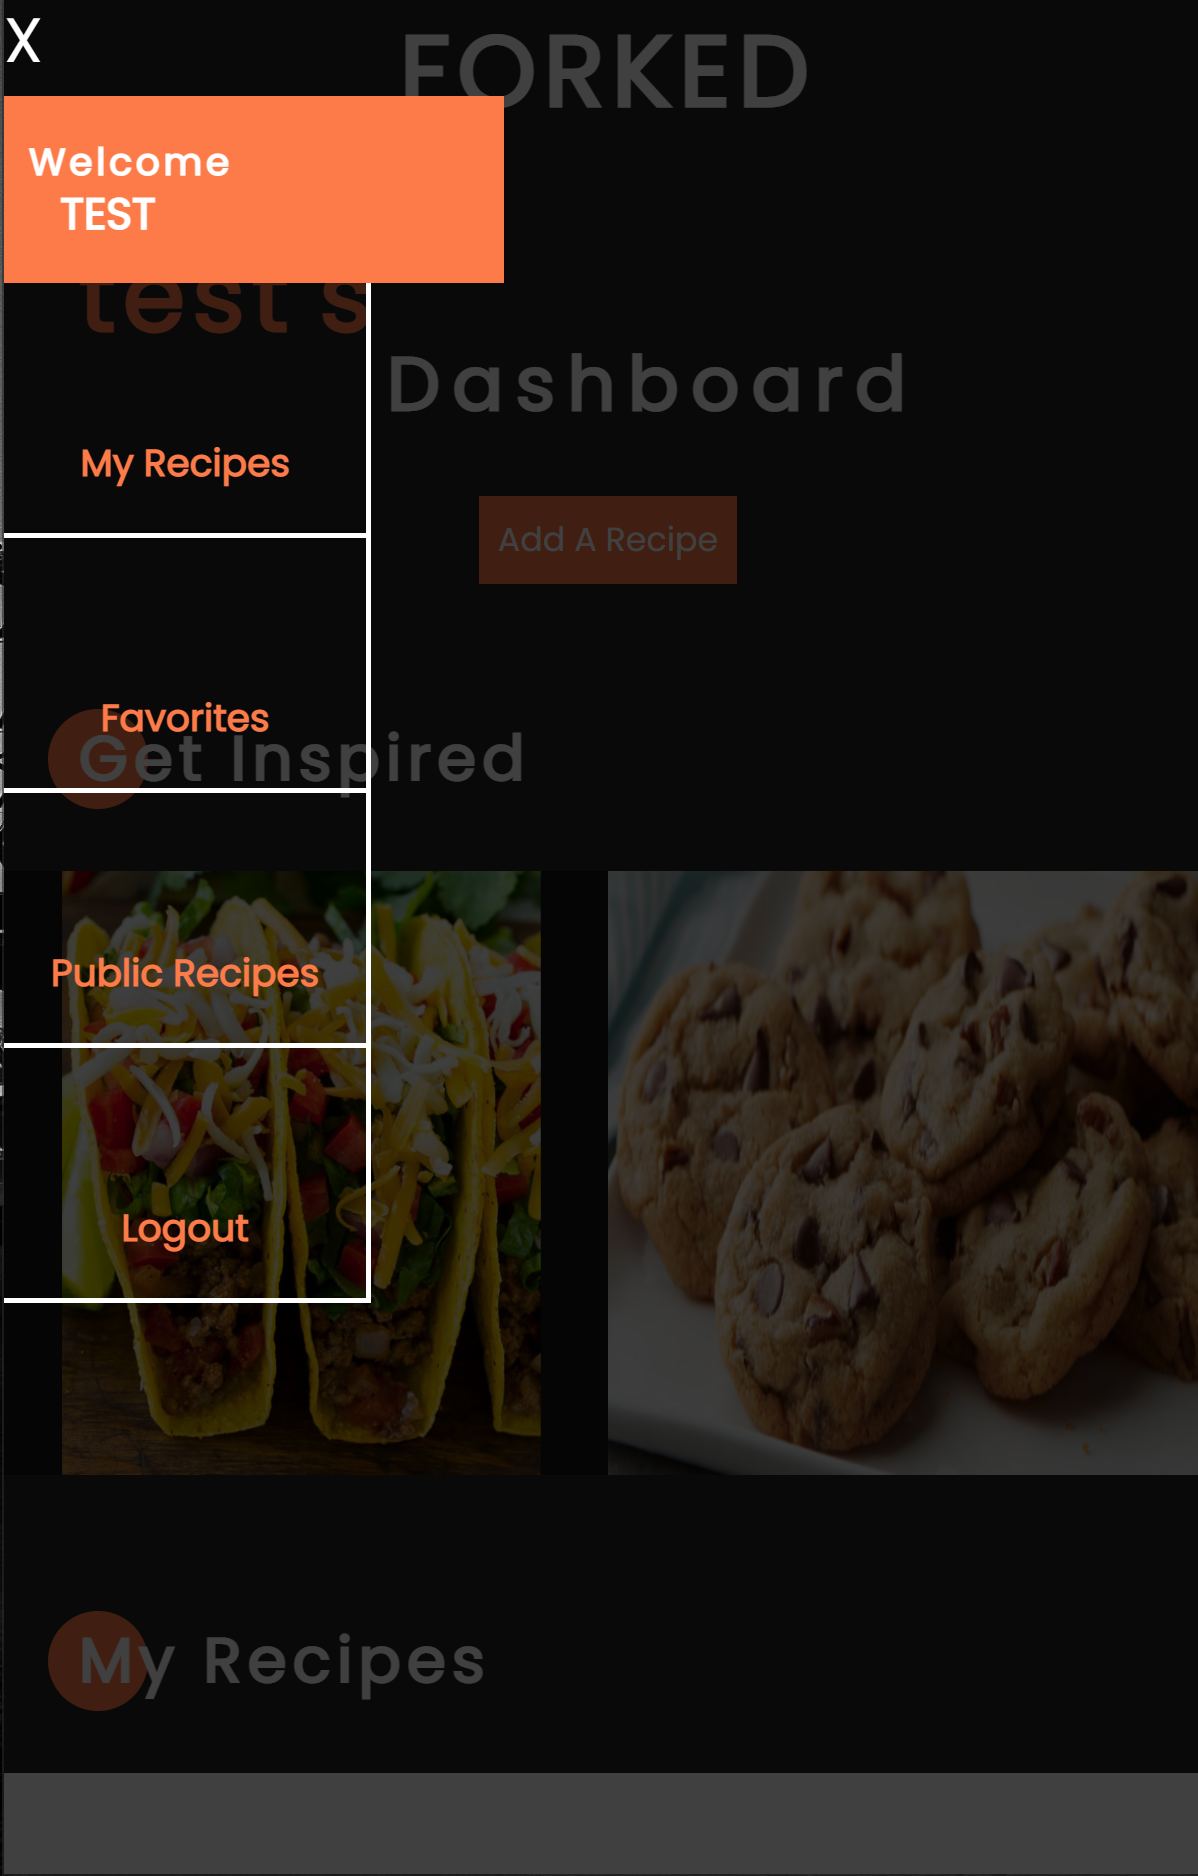 X
FORKED
Welcome
TEST
test's
Dashboard
My Recipes
Add A Recipe
Favorites
Get Inspired
Public Recipes
Logout
My Recipes